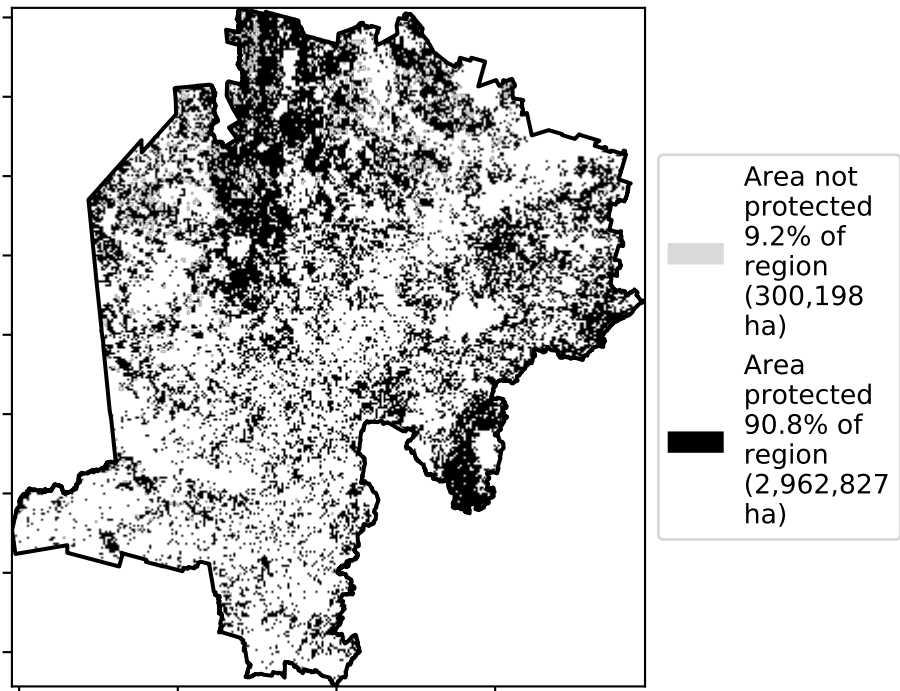 Area not
protected
9.2% of
region
(300,198
ha)
Area
protected
90.8% of
region
(2,962,827
ha)